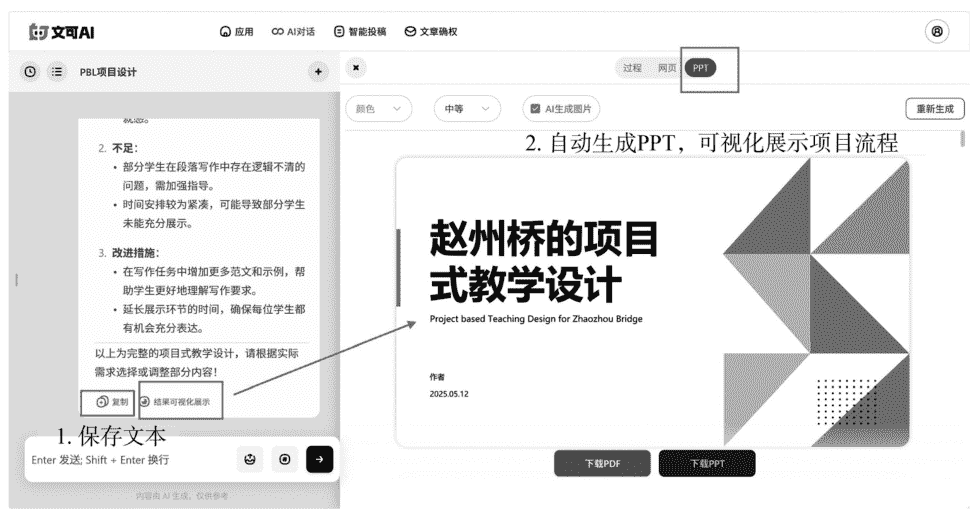 文可AI
应用
AI对话
智能投稿
文章确权
PBL项目设计
过程
网页
PPT
颜色
中等
AI生成图片
重新生成
2. 自动生成PPT，可视化展示项目流程
2. 不足：
• 部分学生在段落写作中存在逻辑不清的
问题，需加强指导。
• 时间安排较为紧凑，可能导致部分学生
未能充分展示。
3. 改进措施：
• 在写作任务中增加更多范文和示例，帮
助学生更好地理解写作要求。
• 延长展示环节的时间，确保每位学生都
有机会充分表达。
以上为完整的项目式教学设计，请根据实际
需求选择或调整部分内容！
复制
结果可视化展示
1. 保存文本
Enter 发送; Shift + Enter 换行
内容由 AI 生成，仅供参考
赵州桥的项目
式教学设计
Project based Teaching Design for Zhaozhou Bridge
作者
2025.05.12
下载PDF
下载PPT